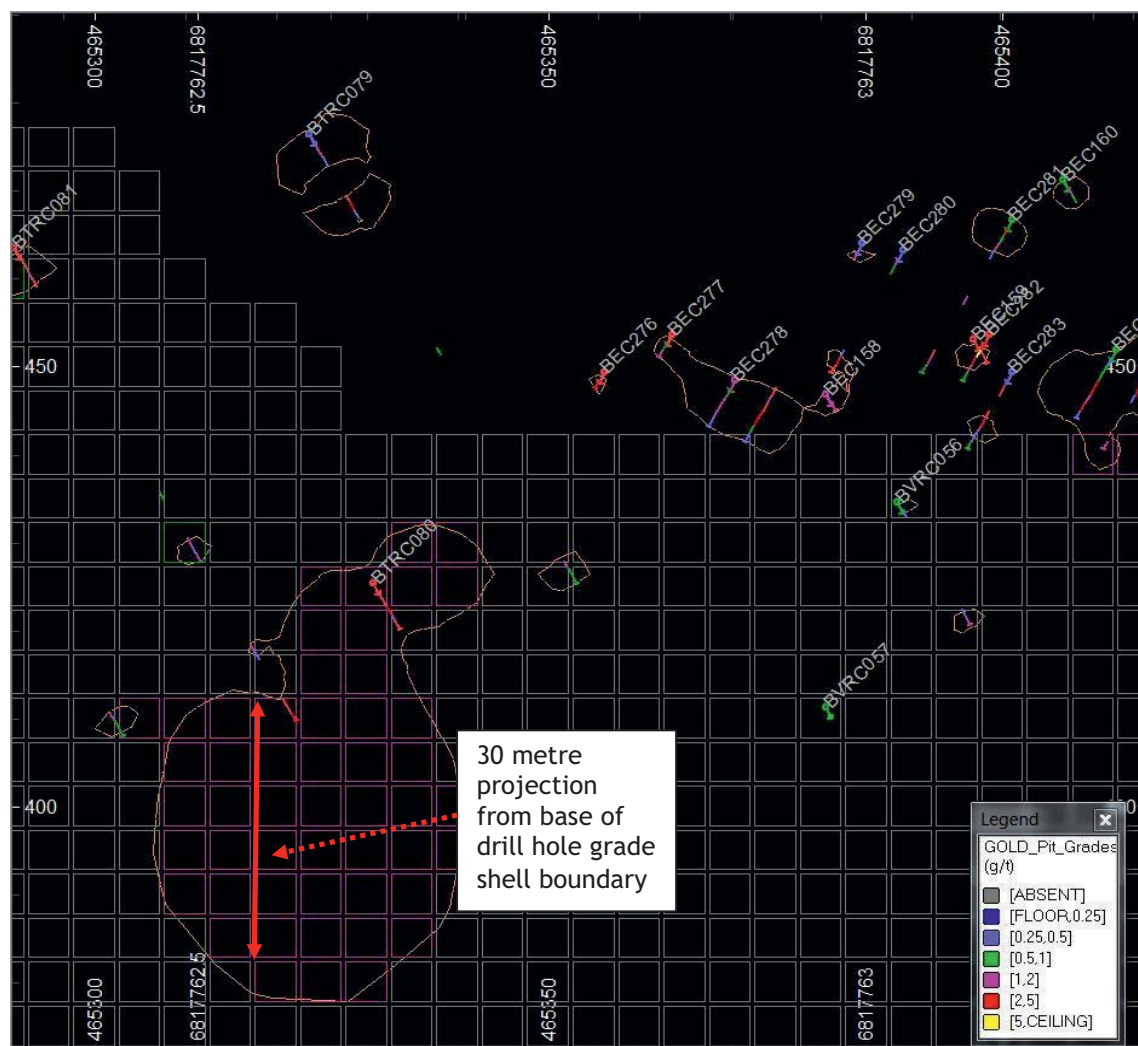 465300
6817762.5
465350
6817763
465400
BTRC079
BEC160
BEC281
BEC279
BEC280
BTRC081
BEC277
BEC276
BEC278
BEC158
BEC159
BEC282
BEC283
BEC
450
450
BVRC056
BTRC080
BVRC057
30 metre
projection
from base of
drill hole grade
shell boundary
400
Legend
GOLD_Pit_Grades
(g/t)
[ABSENT]
[FLOOR,0.25]
[0.25,0.5]
[0.5,1]
[1,2]
[2,5]
[5,CEILING]
465300
6817762.5
465350
6817763